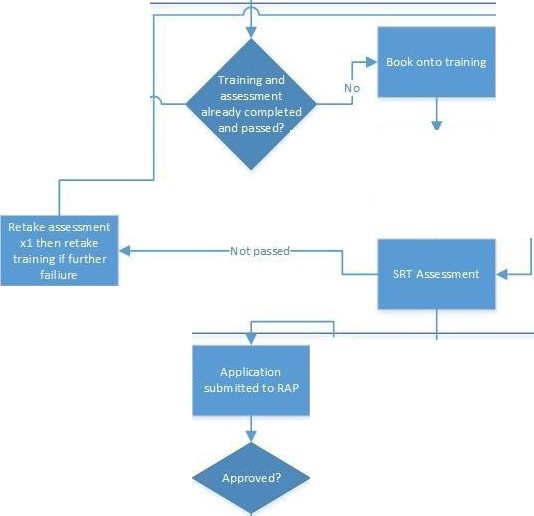 Training and
assessment
already completed
and passed?
No
Book onto training
Retake assessment
x1 then retake
training if further
failiure
Not passed
SRT Assessment
Application
submitted to RAP
Approved?